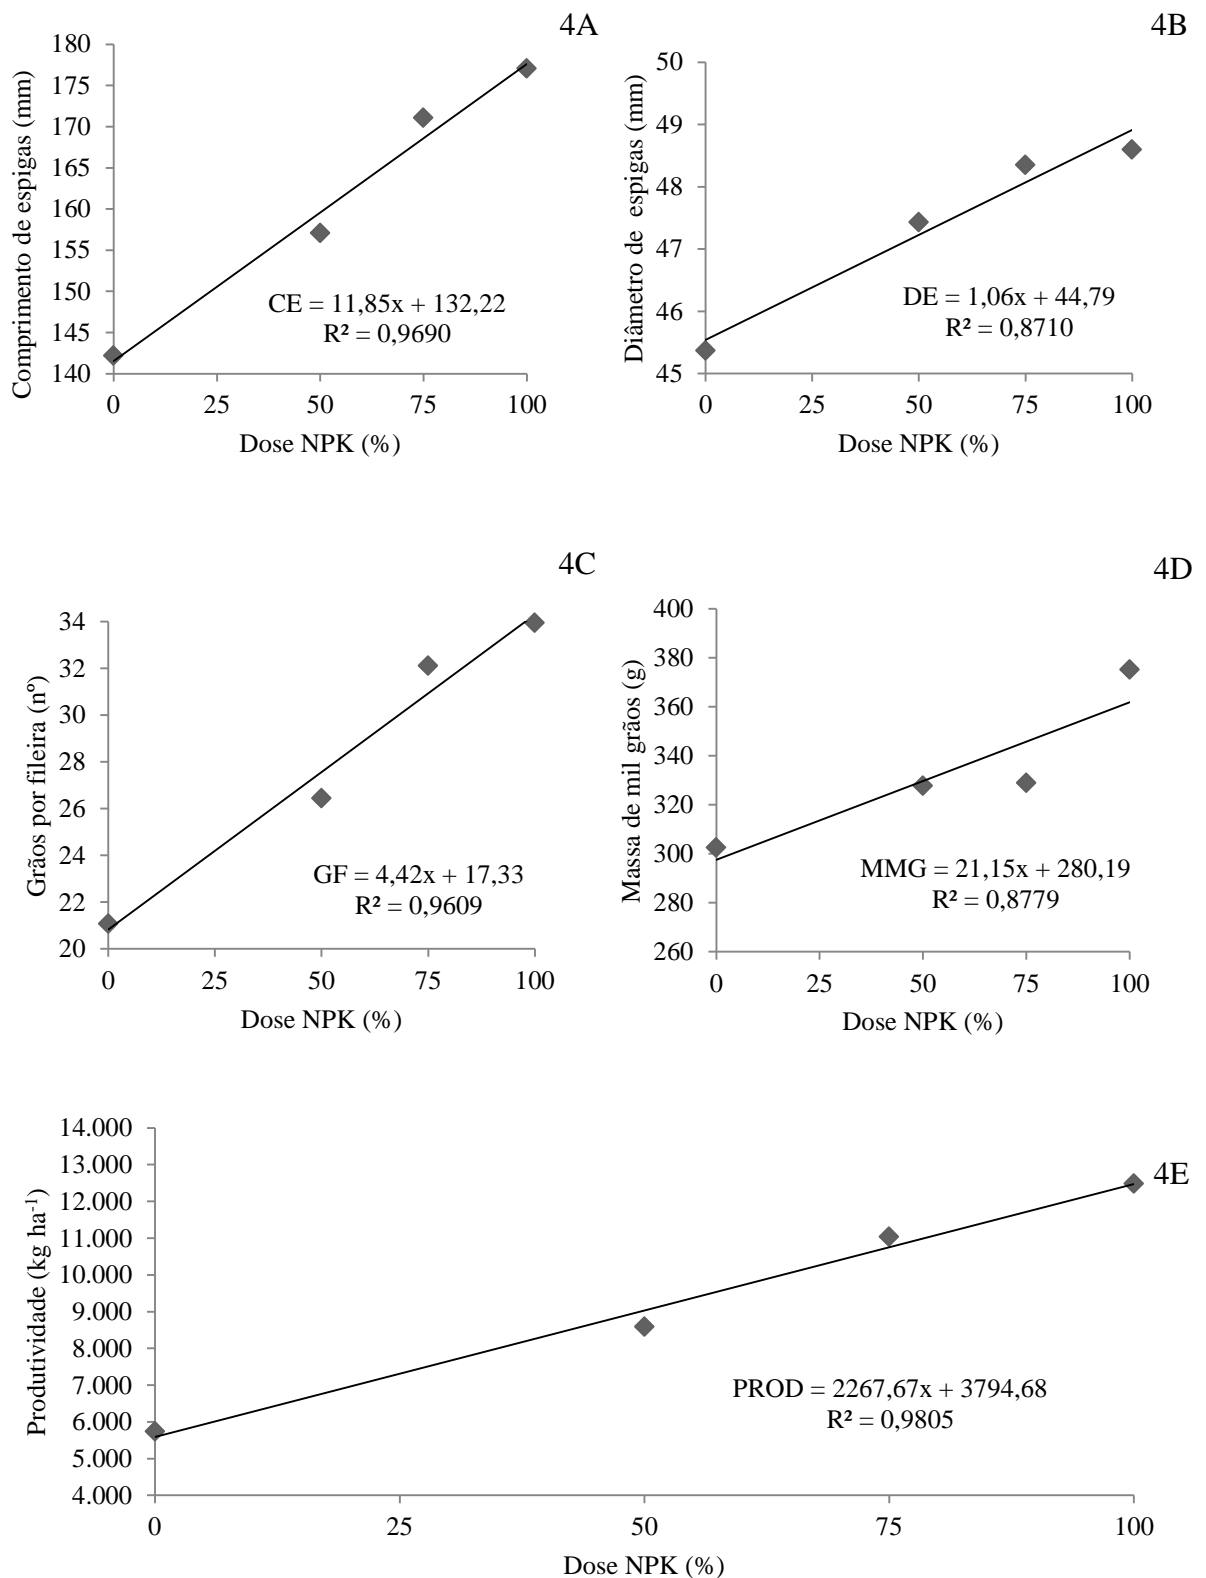 4A
180
175
170
165
160
155
150
145
140
Comprimento de espigas (mm)
CE = 11,85x + 132,22
R² = 0,9690
0 25 50 75 100
Dose NPK (%)
4B
50
49
48
47
46
45
Diâmetro de espigas (mm)
DE = 1,06x + 44,79
R² = 0,8710
0 25 50 75 100
Dose NPK (%)
4C
34
32
30
28
26
24
22
20
Grãos por fileira (nº)
GF = 4,42x + 17,33
R² = 0,9609
0 25 50 75 100
Dose NPK (%)
4D
400
380
360
340
320
300
280
260
Massa de mil grãos (g)
MMG = 21,15x + 280,19
R² = 0,8779
0 25 50 75 100
Dose NPK (%)
4E
14.000
13.000
12.000
11.000
10.000
9.000
8.000
7.000
6.000
5.000
4.000
Produtividade (kg ha⁻¹)
PROD = 2267,67x + 3794,68
R² = 0,9805
0 25 50 75 100
Dose NPK (%)